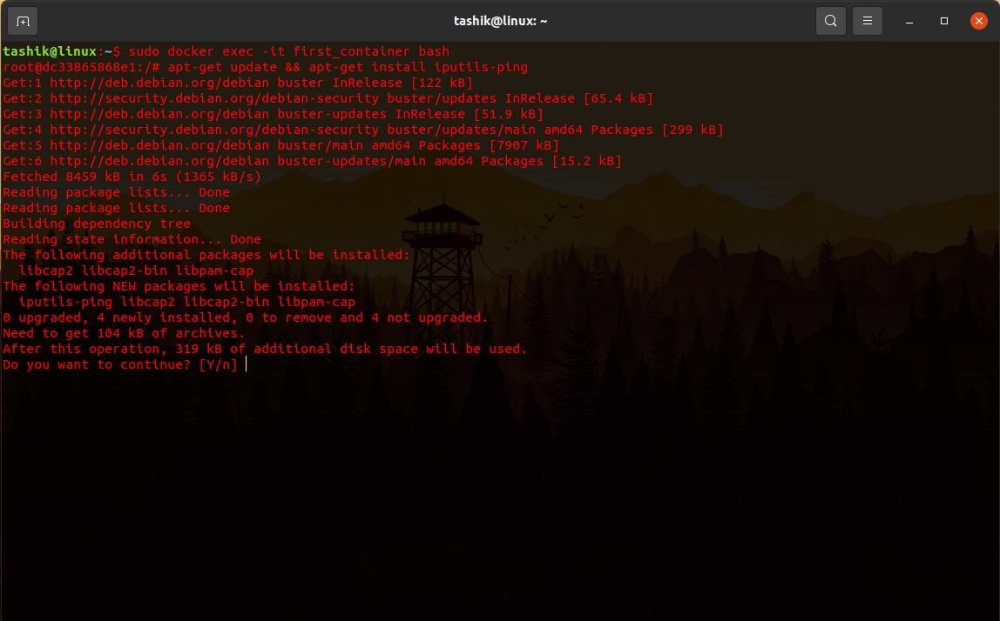 tashik@linux: ~
tashik@linux:~$ sudo docker exec -it first_container bash
root@dc33865868e1:/# apt-get update && apt-get install iputils-ping
Get:1 http://deb.debian.org/debian buster InRelease [122 kB]
Get:2 http://security.debian.org/debian-security buster/updates InRelease [65.4 kB]
Get:3 http://deb.debian.org/debian buster-updates InRelease [51.9 kB]
Get:4 http://security.debian.org/debian-security buster/updates/main amd64 Packages [299 kB]
Get:5 http://deb.debian.org/debian buster/main amd64 Packages [7907 kB]
Get:6 http://deb.debian.org/debian buster-updates/main amd64 Packages [15.2 kB]
Fetched 8459 kB in 6s (1365 kB/s)
Reading package lists... Done
Reading package lists... Done
Building dependency tree
Reading state information... Done
The following additional packages will be installed:
  libcap2 libcap2-bin libpam-cap
The following NEW packages will be installed:
  iputils-ping libcap2 libcap2-bin libpam-cap
0 upgraded, 4 newly installed, 0 to remove and 4 not upgraded.
Need to get 104 kB of archives.
After this operation, 319 kB of additional disk space will be used.
Do you want to continue? [Y/n]